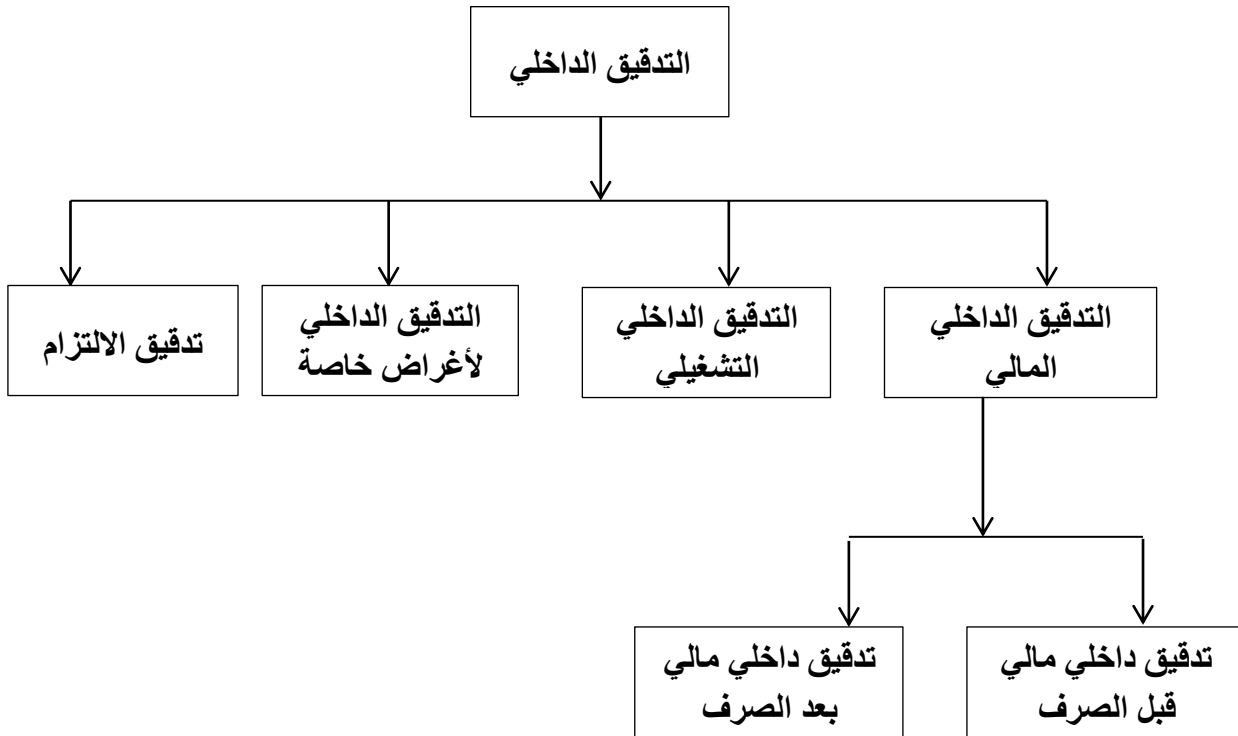 التدقيق الداخلي
التدقيق الداخلي
المالي
التدقيق الداخلي
التشغيلي
التدقيق الداخلي
لأغراض خاصة
تدقيق الالتزام
تدقيق داخلي مالي
قبل الصرف
تدقيق داخلي مالي
بعد الصرف